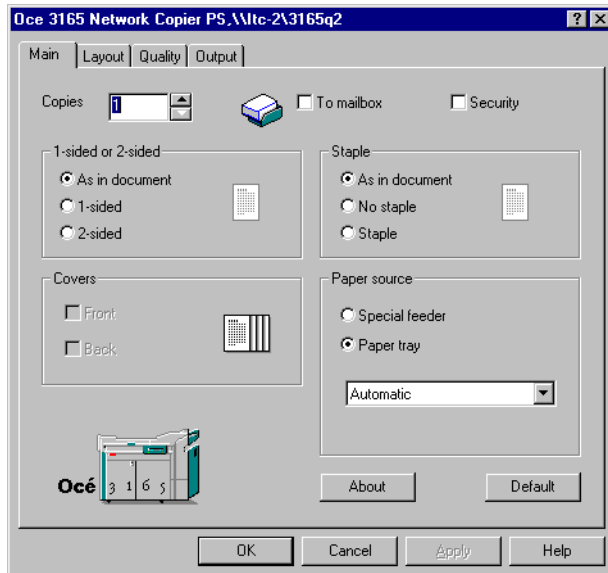 Oce 3165 Network Copier PS,\\ltc-2\3165q2
Main Layout Quality Output
Copies 1 To mailbox Security
1-sided or 2-sided
As in document
1-sided
2-sided
Staple
As in document
No staple
Staple
Covers
Front
Back
Paper source
Special feeder
Paper tray
Automatic
Océ 3 1 6 5
About Default
OK Cancel Apply Help